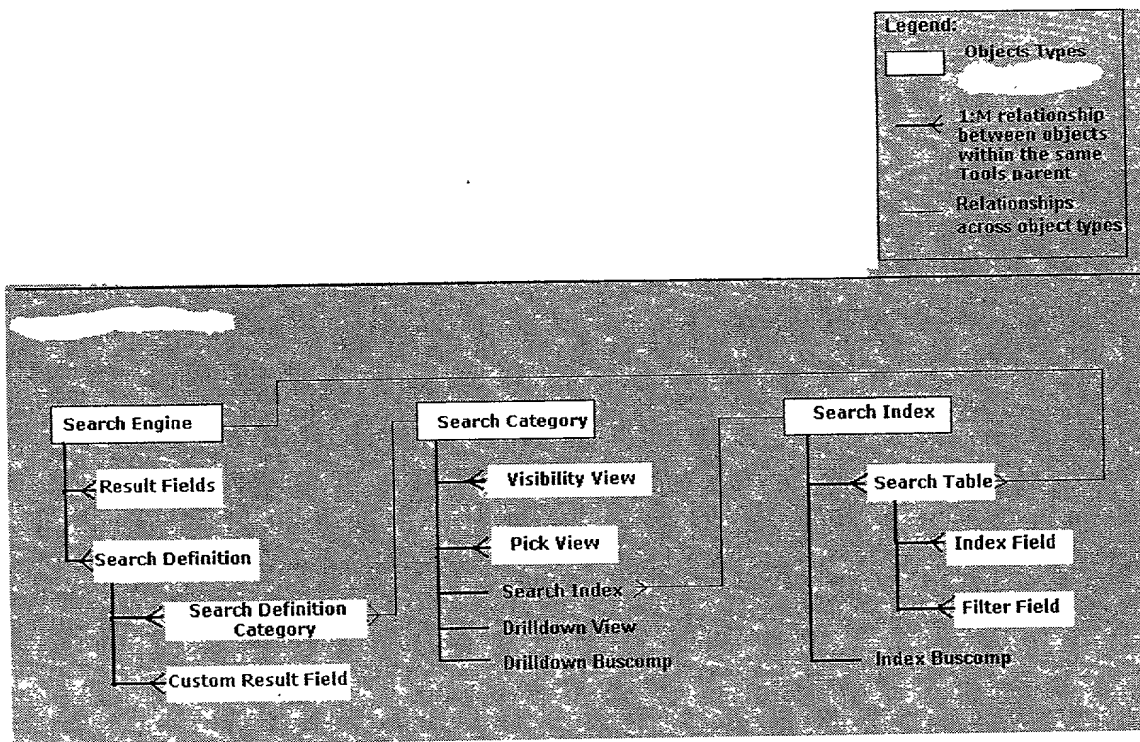 Legend:
Objects Types
1:M relationship
between objects
within the same
Tools parent
Relationships
across object types
Search Engine
Result Fields
Search Definition
Search Definition
Category
Custom Result Field
Search Category
Visibility View
Pick View
Search Index
Drilldown View
Drilldown Buscomp
Search Index
Search Table
Index Field
Filter Field
Index Buscomp